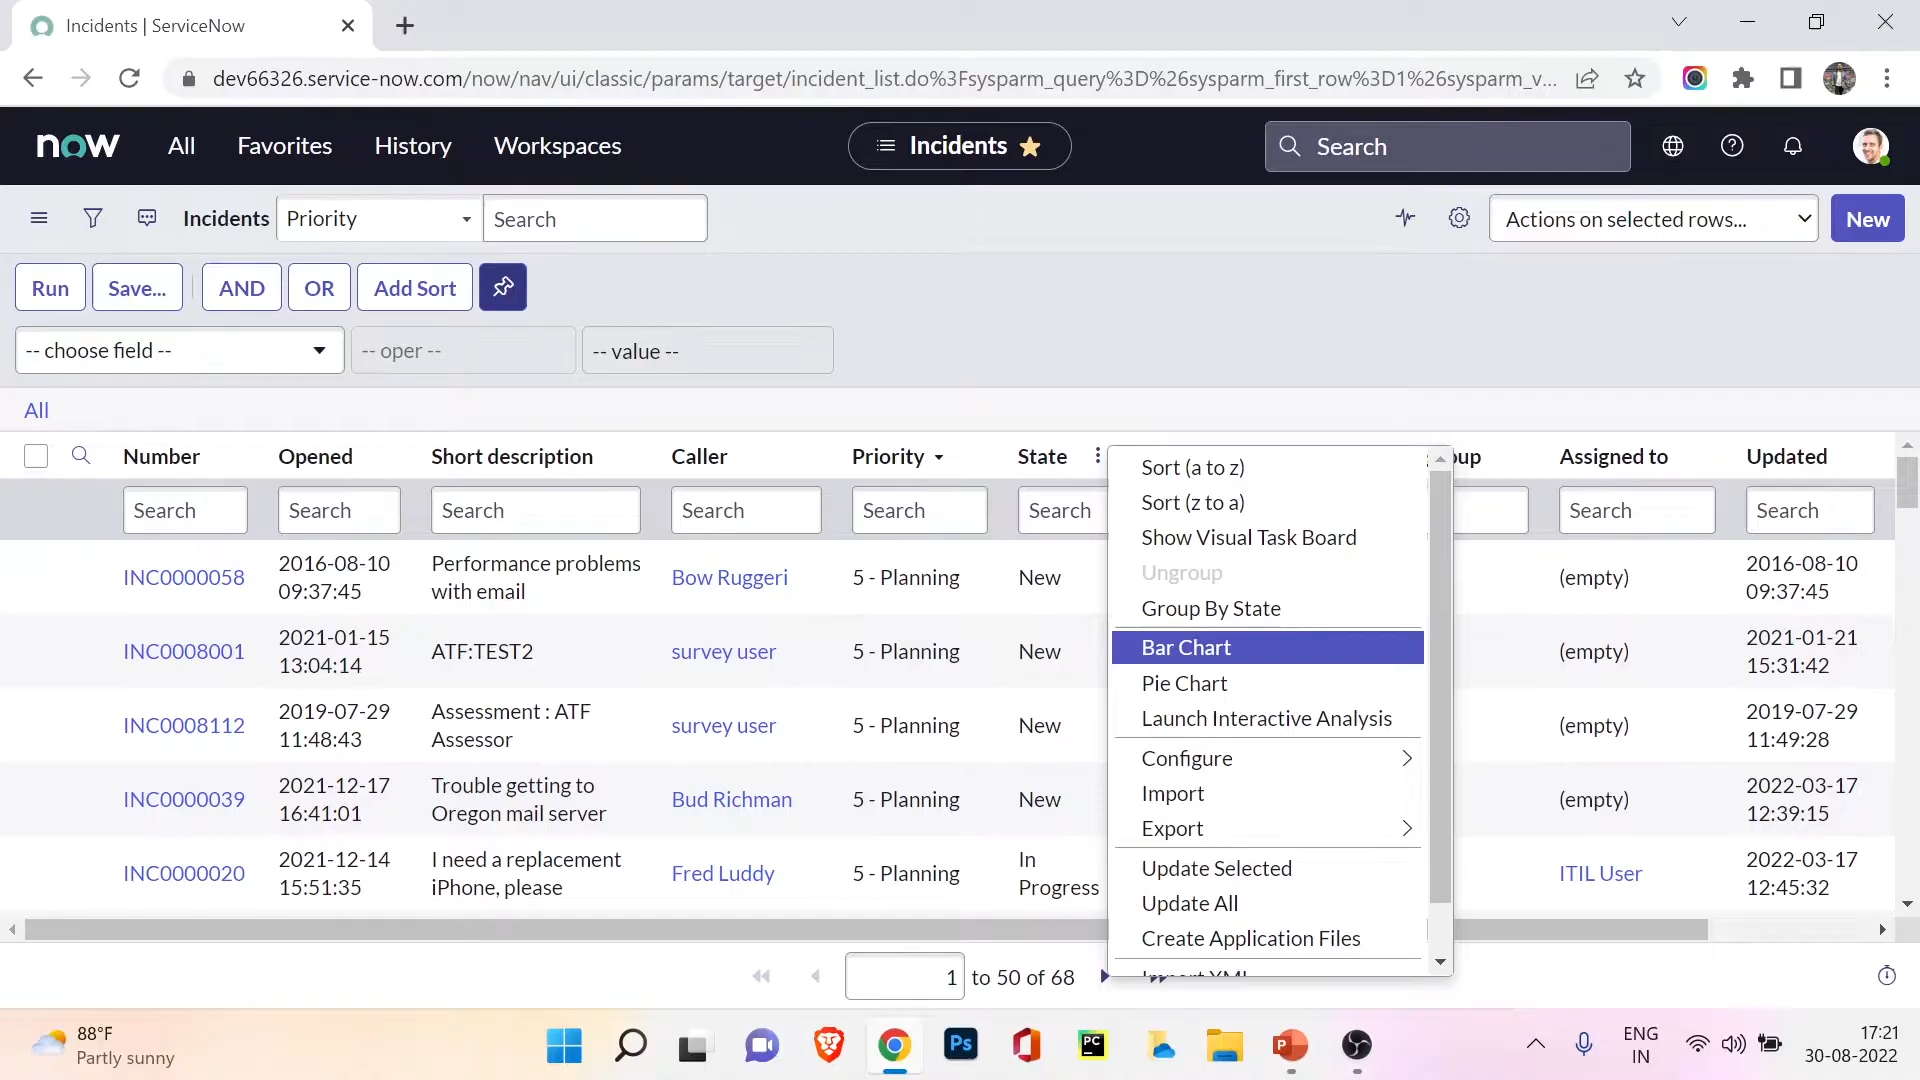 Incidents | ServiceNow
dev66326.service-now.com/now/nav/ui/classic/params/target/incident_list.do%3Fsysparm_query%3D%26sysparm_first_row%3D1%26sysparm_v...
now All Favorites History Workspaces Incidents Search
Incidents Priority Search Actions on selected rows... New
Run Save... AND OR Add Sort
-- choose field -- -- oper -- -- value --
All
Number Opened Short description Caller Priority State Assigned to Updated
Search Search Search Search Search Search Search Search
INC0000058 2016-08-10 09:37:45 Performance problems with email Bow Ruggeri 5 - Planning New (empty) 2016-08-10 09:37:45
INC0008001 2021-01-15 13:04:14 ATF:TEST2 survey user 5 - Planning New (empty) 2021-01-21 15:31:42
INC0008112 2019-07-29 11:48:43 Assessment : ATF Assessor survey user 5 - Planning New (empty) 2019-07-29 11:49:28
INC0000039 2021-12-17 16:41:01 Trouble getting to Oregon mail server Bud Richman 5 - Planning New (empty) 2022-03-17 12:39:15
INC0000020 2021-12-14 15:51:35 I need a replacement iPhone, please Fred Luddy 5 - Planning In Progress ITIL User 2022-03-17 12:45:32
Sort (a to z)
Sort (z to a)
Show Visual Task Board
Ungroup
Group By State
Bar Chart
Pie Chart
Launch Interactive Analysis
Configure
Import
Export
Update Selected
Update All
Create Application Files
Import XML
1 to 50 of 68
88°F
Partly sunny
Ps
PC
P
ENG
IN
17:21
30-08-2022